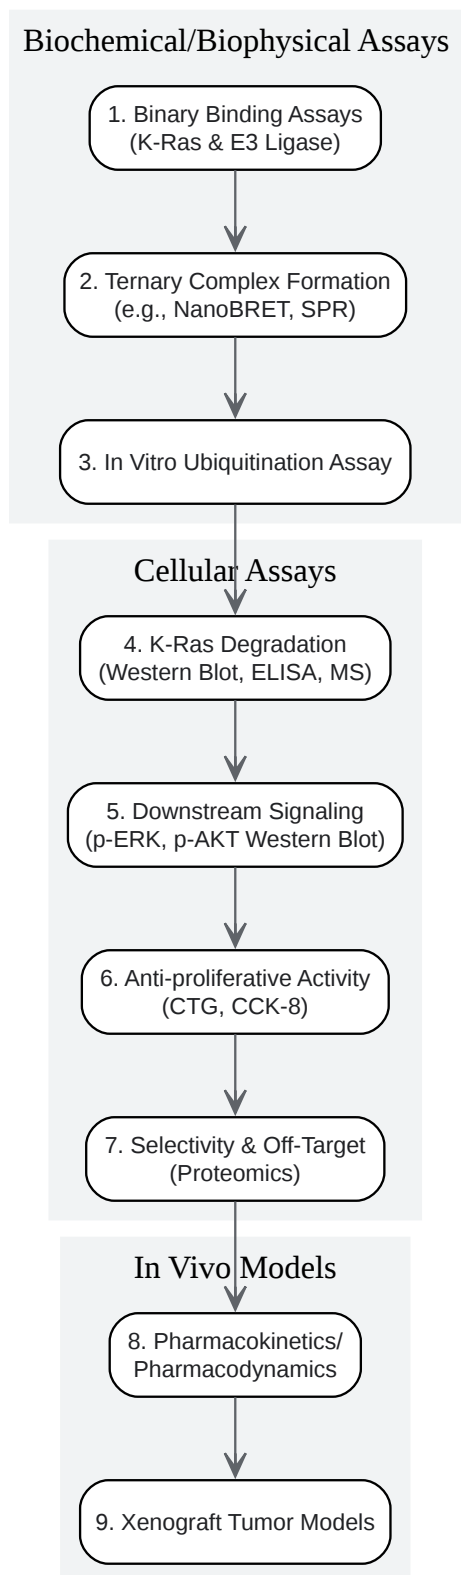 Biochemical/Biophysical Assays
1. Binary Binding Assays
(K-Ras & E3 Ligase)
2. Ternary Complex Formation
(e.g., NanoBRET, SPR)
3. In Vitro Ubiquitination Assay
Cellular Assays
4. K-Ras Degradation
(Western Blot, ELISA, MS)
5. Downstream Signaling
(p-ERK, p-AKT Western Blot)
6. Anti-proliferative Activity
(CTG, CCK-8)
7. Selectivity & Off-Target
(Proteomics)
In Vivo Models
8. Pharmacokinetics/
Pharmacodynamics
9. Xenograft Tumor Models